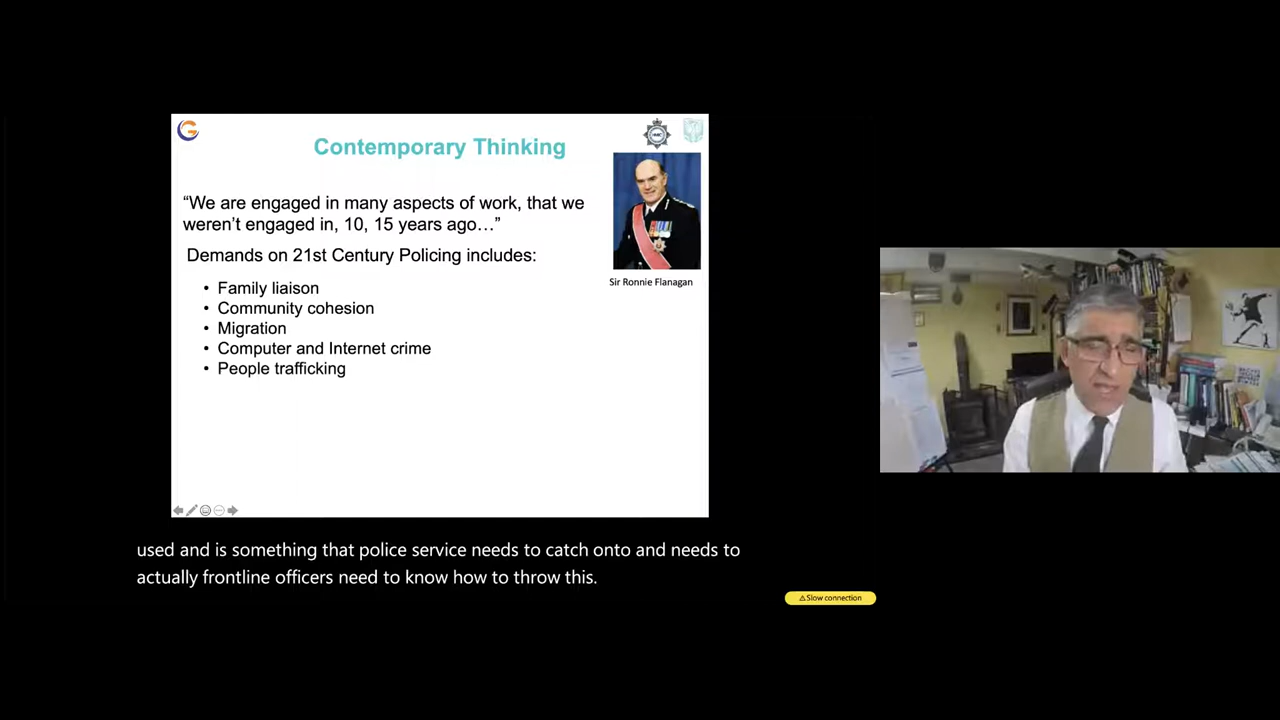 Contemporary Thinking
“We are engaged in many aspects of work, that we
weren’t engaged in, 10, 15 years ago…”
Demands on 21st Century Policing includes:
• Family liaison
• Community cohesion
• Migration
• Computer and Internet crime
• People trafficking
Sir Ronnie Flanagan
used and is something that police service needs to catch onto and needs to
actually frontline officers need to know how to throw this.
⚠Slow connection